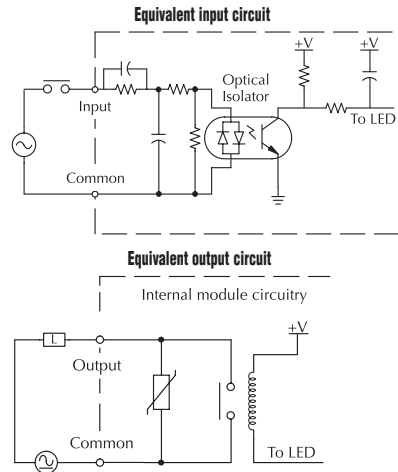 Equivalent input circuit
+V
+V
Optical
Isolator
Input
To LED
Common
Equivalent output circuit
Internal module circuitry
+V
L
Output
Common
To LED